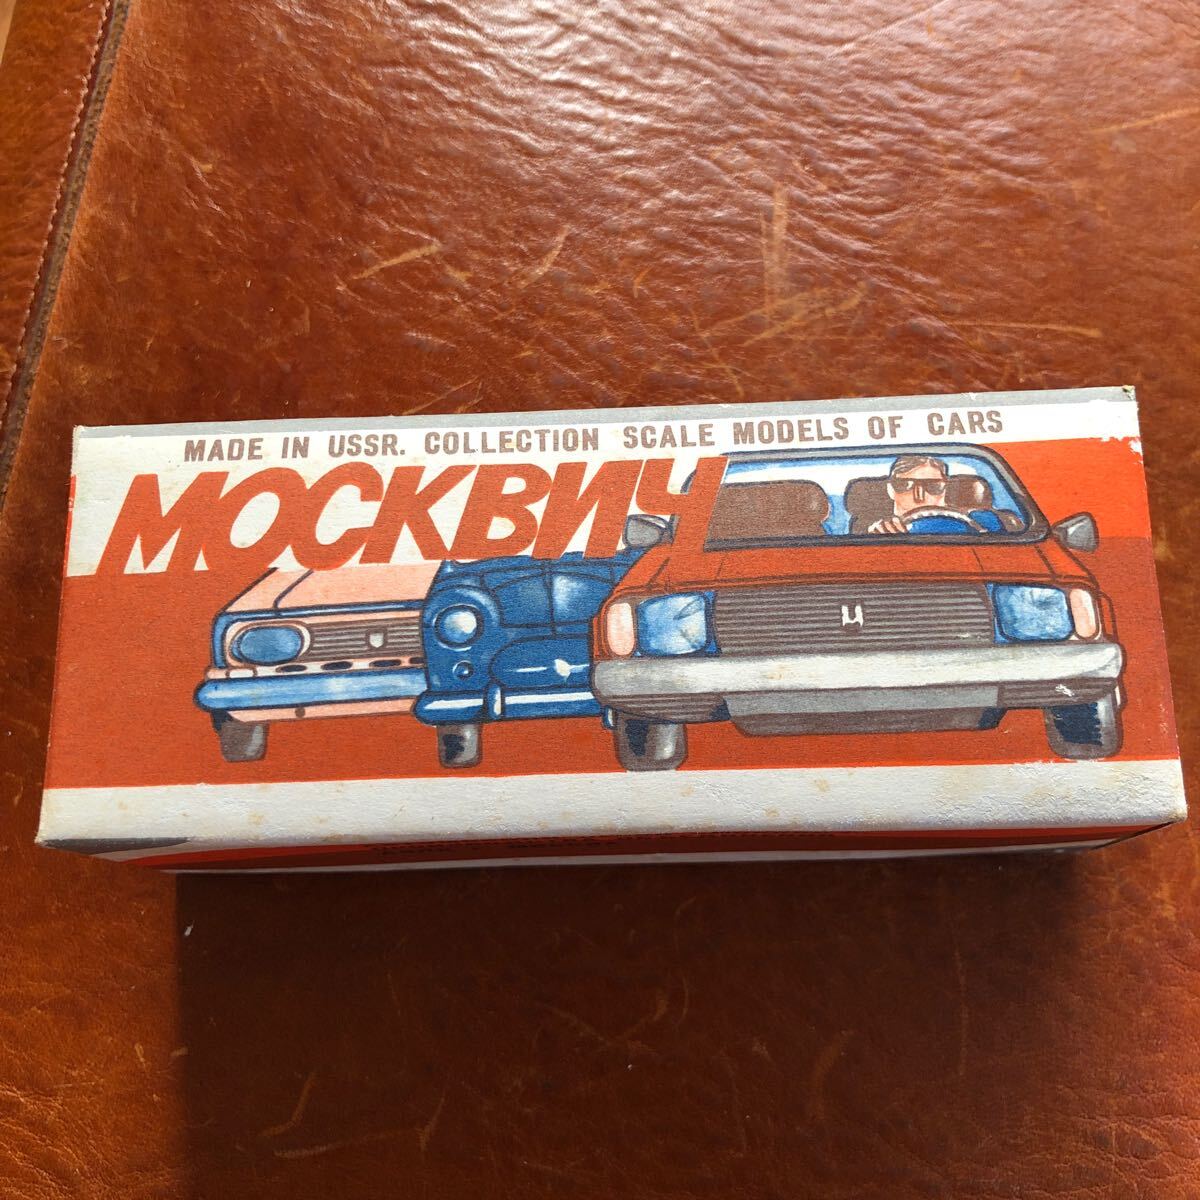 MADE IN USSR. COLLECTION SCALE MODELS OF CARS
МОСКВИЧ